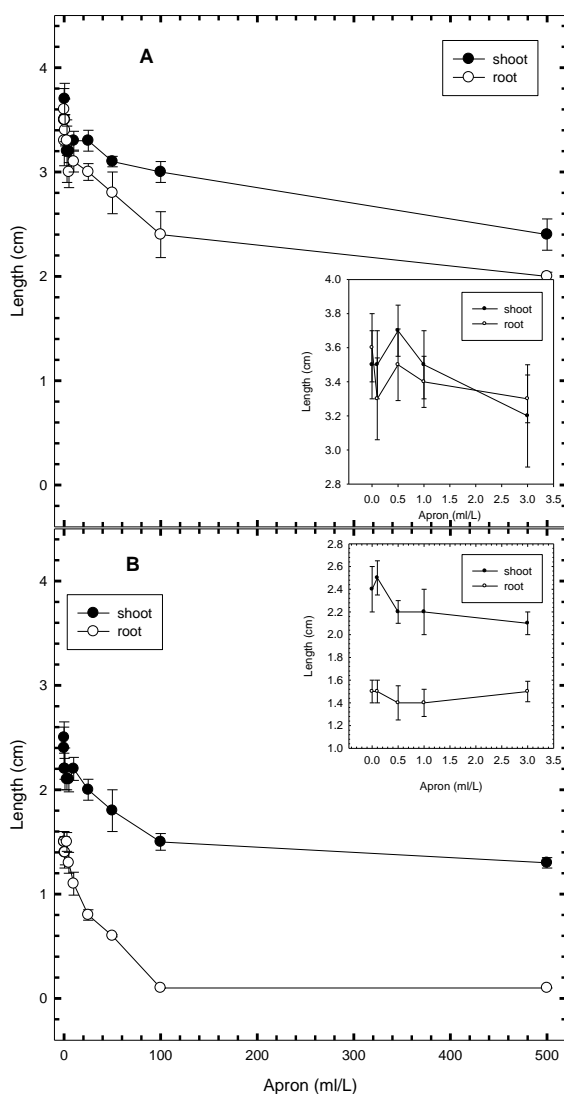 A
shoot
root
4
3
2
1
0
Length (cm)
4.0
3.8
3.6
3.4
3.2
3.0
2.8
Length (cm)
shoot
root
0.0 0.5 1.0 1.5 2.0 2.5 3.0 3.5
Apron (ml/L)
B
shoot
root
4
3
2
1
0
Length (cm)
2.8
2.6
2.4
2.2
2.0
1.8
1.6
1.4
1.2
1.0
Length (cm)
shoot
root
0.0 0.5 1.0 1.5 2.0 2.5 3.0 3.5
Apron (ml/L)
0 100 200 300 400 500
Apron (ml/L)